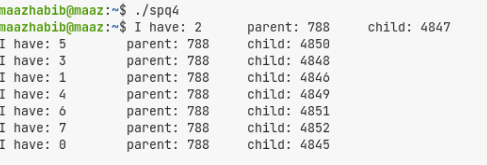 maazhabib@maaz:~$ ./spq4
maazhabib@maaz:~$ I have: 2 parent: 788 child: 4847
I have: 5 parent: 788 child: 4850
I have: 3 parent: 788 child: 4848
I have: 1 parent: 788 child: 4846
I have: 4 parent: 788 child: 4849
I have: 6 parent: 788 child: 4851
I have: 7 parent: 788 child: 4852
I have: 0 parent: 788 child: 4845